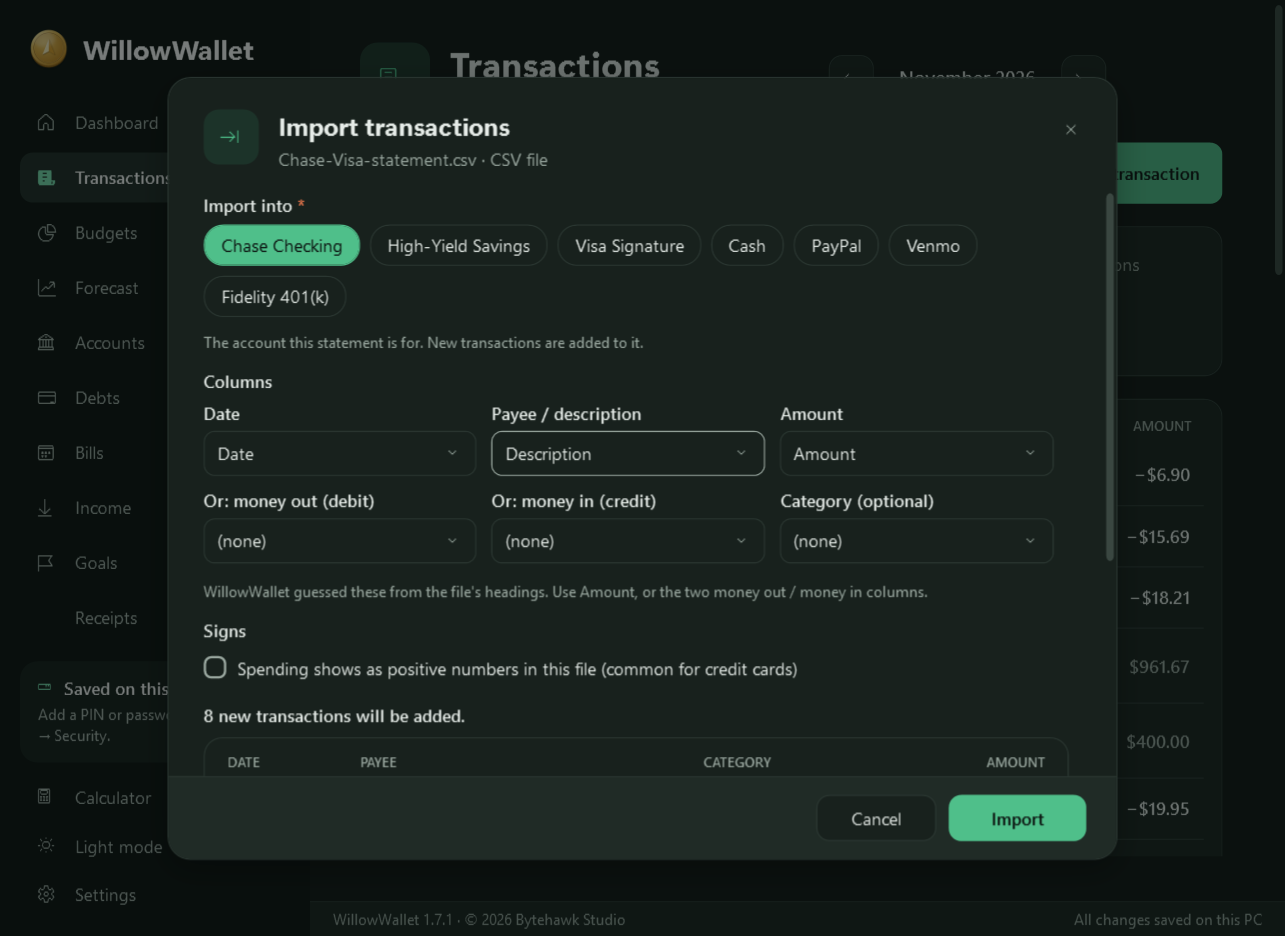 WillowWallet
Dashboard
Transactions
Budgets
Forecast
Accounts
Debts
Bills
Income
Goals
Receipts
Saved on this
Add a PIN or
→ Security.
Calculator
Light mode
Settings
Transactions
November 2026
transaction
AMOUNT
−$6.90
−$15.69
−$18.21
$961.67
$400.00
−$19.95
Import transactions
Chase-Visa-statement.csv · CSV file
×
Import into *
Chase Checking High-Yield Savings Visa Signature Cash PayPal Venmo
Fidelity 401(k)
The account this statement is for. New transactions are added to it.
Columns
Date Payee / description Amount
Date Description Amount
Or: money out (debit) Or: money in (credit) Category (optional)
(none) (none) (none)
WillowWallet guessed these from the file's headings. Use Amount, or the two money out / money in columns.
Signs
Spending shows as positive numbers in this file (common for credit cards)
8 new transactions will be added.
DATE PAYEE CATEGORY AMOUNT
Cancel Import
WillowWallet 1.7.1 · © 2026 Bytehawk Studio
All changes saved on this PC